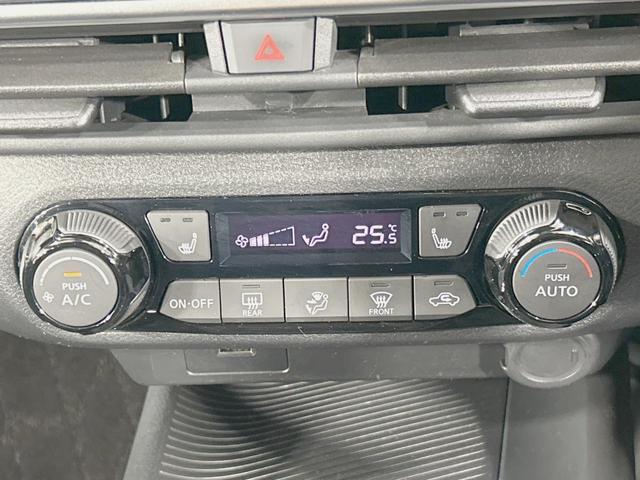 25.5°C
PUSH
A/C
ON·OFF
REAR
FRONT
PUSH
AUTO